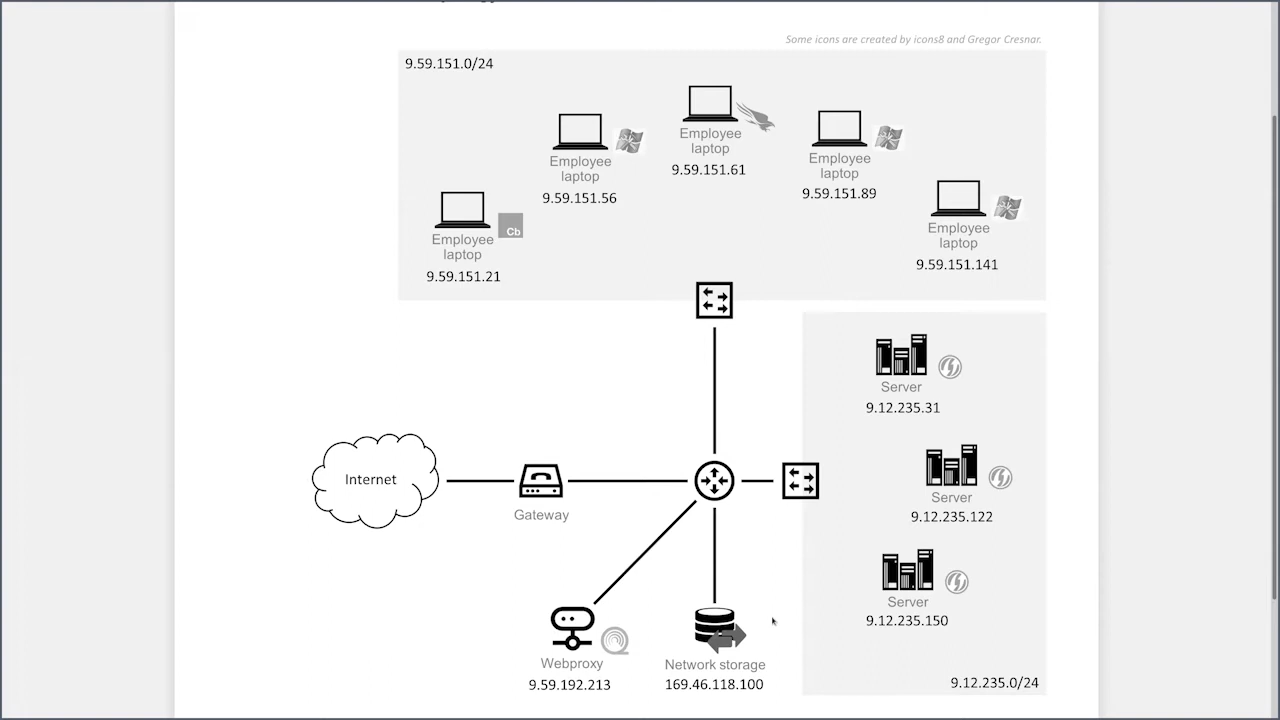 Some icons are created by icons8 and Gregor Cresnar.
9.59.151.0/24
Employee
laptop
9.59.151.61
Employee
laptop
9.59.151.56
Employee
laptop
9.59.151.89
Cb
Employee
laptop
9.59.151.21
Employee
laptop
9.59.151.141
Server
9.12.235.31
Internet
Gateway
Server
9.12.235.122
Server
9.12.235.150
Webproxy
9.59.192.213
Network storage
169.46.118.100
9.12.235.0/24